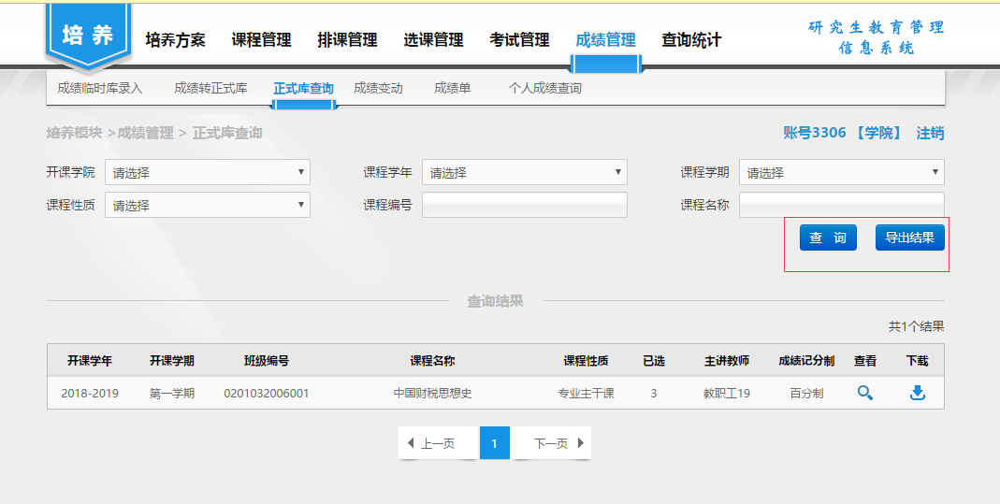 培养
培养方案 课程管理 排课管理 选课管理 考试管理 成绩管理 查询统计
研究生教育管理
信息系统
成绩临时库录入 成绩转正式库 正式库查询 成绩变动 成绩单 个人成绩查询
培养模块 >成绩管理 > 正式库查询
账号3306 【学院】 注销
开课学院 请选择 课程学年 请选择 课程学期 请选择
课程性质 请选择 课程编号 课程名称
查 询 导出结果
查询结果
共1个结果
开课学年 开课学期 班级编号 课程名称 课程性质 已选 主讲教师 成绩记分制 查看 下载
2018-2019 第一学期 0201032006001 中国财税思想史 专业主干课 3 教职工19 百分制
上一页 1 下一页